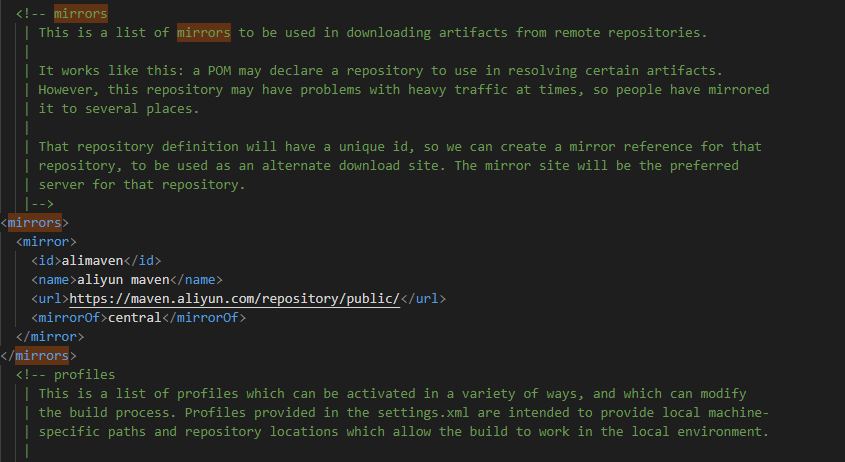 <!-- mirrors
| This is a list of mirrors to be used in downloading artifacts from remote repositories.
|
| It works like this: a POM may declare a repository to use in resolving certain artifacts.
| However, this repository may have problems with heavy traffic at times, so people have mirrored
| it to several places.
|
| That repository definition will have a unique id, so we can create a mirror reference for that
| repository, to be used as an alternate download site. The mirror site will be the preferred
| server for that repository.
|-->
<mirrors>
<mirror>
<id>alimaven</id>
<name>aliyun maven</name>
<url>https://maven.aliyun.com/repository/public/</url>
<mirrorOf>central</mirrorOf>
</mirror>
</mirrors>
<!-- profiles
| This is a list of profiles which can be activated in a variety of ways, and which can modify
| the build process. Profiles provided in the settings.xml are intended to provide local machine-
| specific paths and repository locations which allow the build to work in the local environment.
|